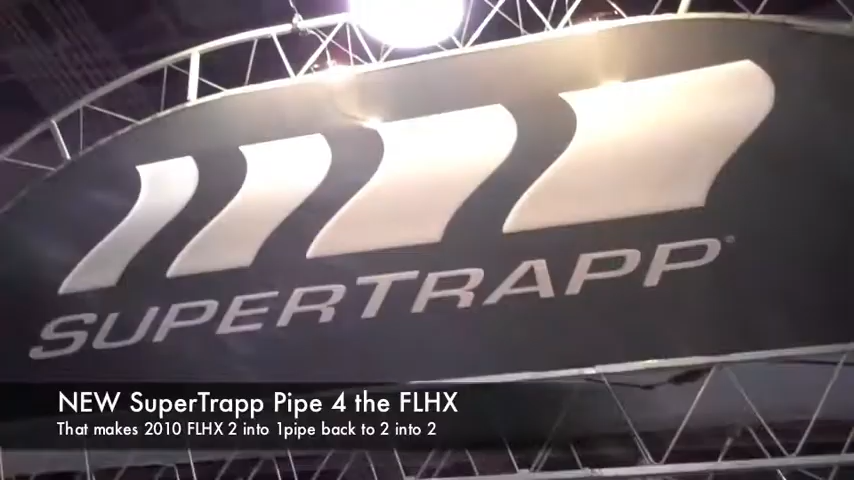 SUPERTRAPP®
NEW SuperTrapp Pipe 4 the FLHX
That makes 2010 FLHX 2 into 1pipe back to 2 into 2